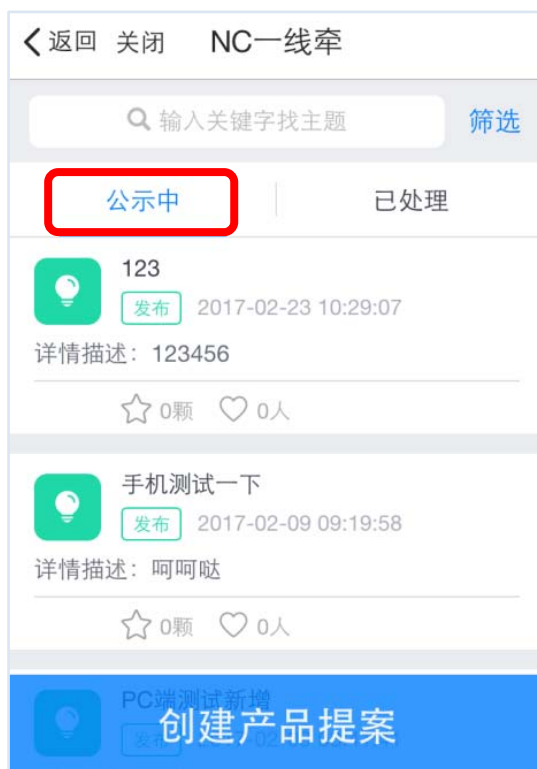 返回 关闭 NC一线牵
输入关键字找主题 筛选
公示中 已处理
123
发布 2017-02-23 10:29:07
详情描述：123456
0颗 0人
手机测试一下
发布 2017-02-09 09:19:58
详情描述：呵呵哒
0颗 0人
PC端测试新增
创建产品提案
发布